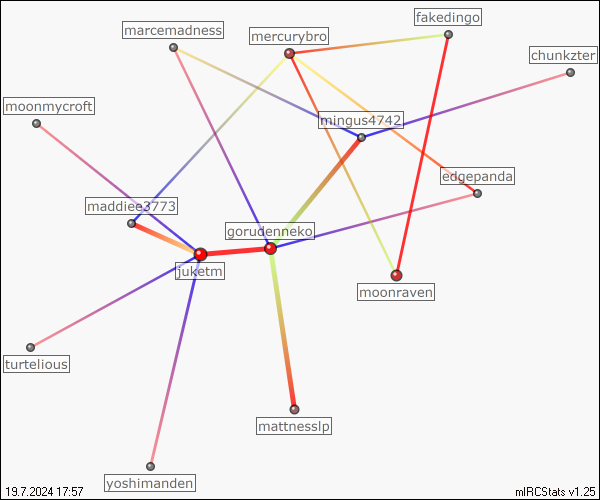 fakedingo
marcemadness
mercurybro
chunkzter
moonmycroft
mingus4742
edgepanda
maddiee3773
gorudenneko
juketm
moonraven
turtelious
mattnesslp
yoshimanden
19.7.2024 17:57
mIRCStats v1.25